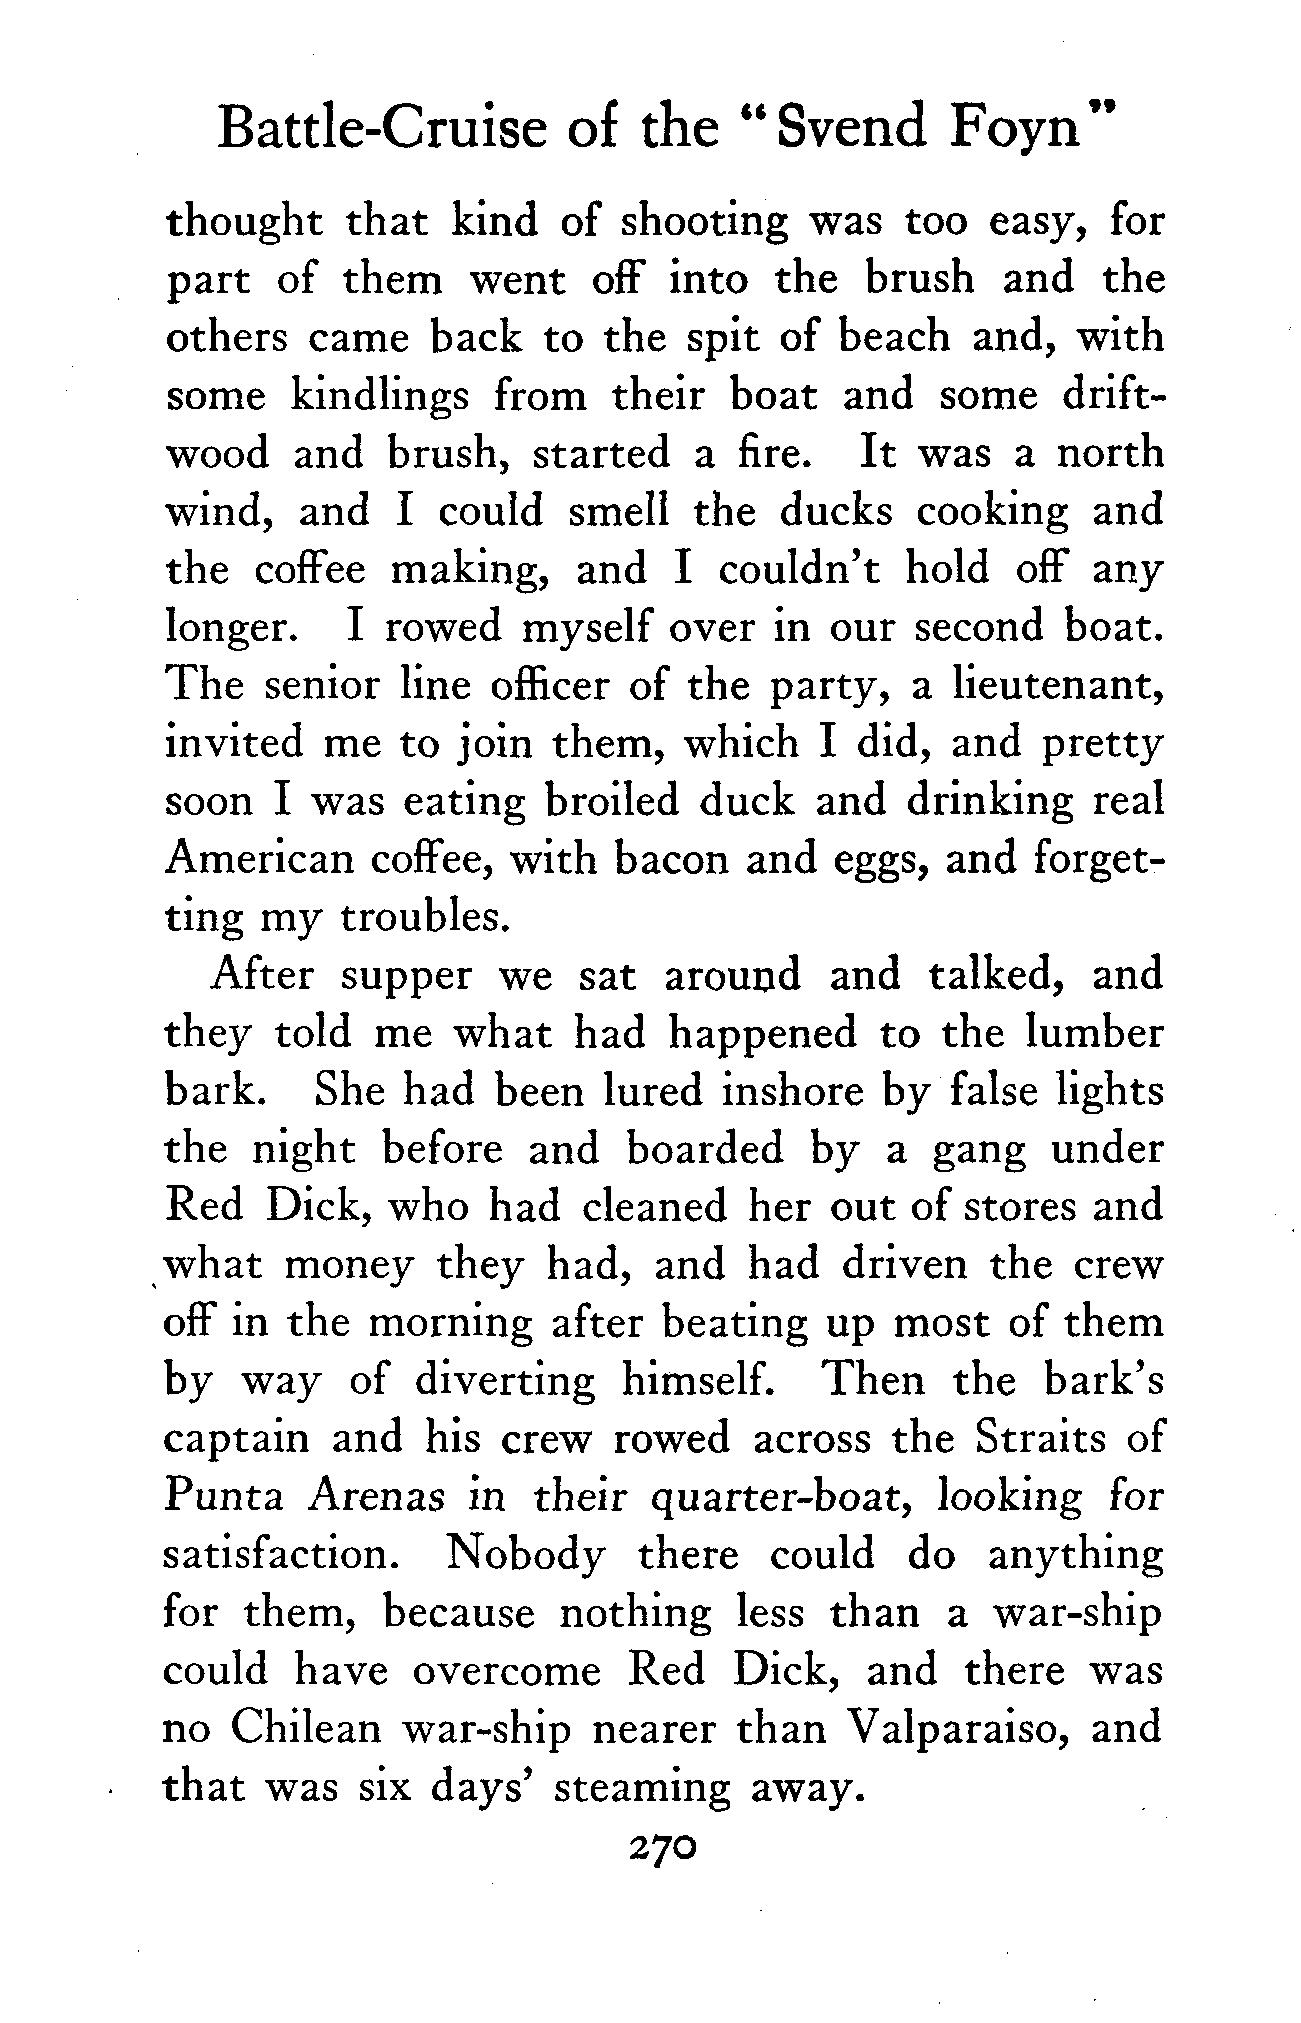 Battle-Cruise of the “Svend Foyn”
thought that kind of shooting was too easy, for
part of them went off into the brush and the
others came back to the spit of beach and, with
some kindlings from their boat and some drift-
wood and brush, started a fire. It was a north
wind, and I could smell the ducks cooking and
the coffee making, and I couldn't hold off any
longer. I rowed myself over in our second boat.
The senior line officer of the party, a lieutenant,
invited me to join them, which I did, and pretty
soon I was eating broiled duck and drinking real
American coffee, with bacon and eggs, and forget-
ting my troubles.
After supper we sat around and talked, and
they told me what had happened to the lumber
bark. She had been lured inshore by false lights
the night before and boarded by a gang under
Red Dick, who had cleaned her out of stores and
what money they had, and had driven the crew
off in the morning after beating up most of them
by way of diverting himself. Then the bark's
captain and his crew rowed across the Straits of
Punta Arenas in their quarter-boat, looking for
satisfaction. Nobody there could do anything
for them, because nothing less than a war-ship
could have overcome Red Dick, and there was
no Chilean war-ship nearer than Valparaiso, and
that was six days' steaming away.
270